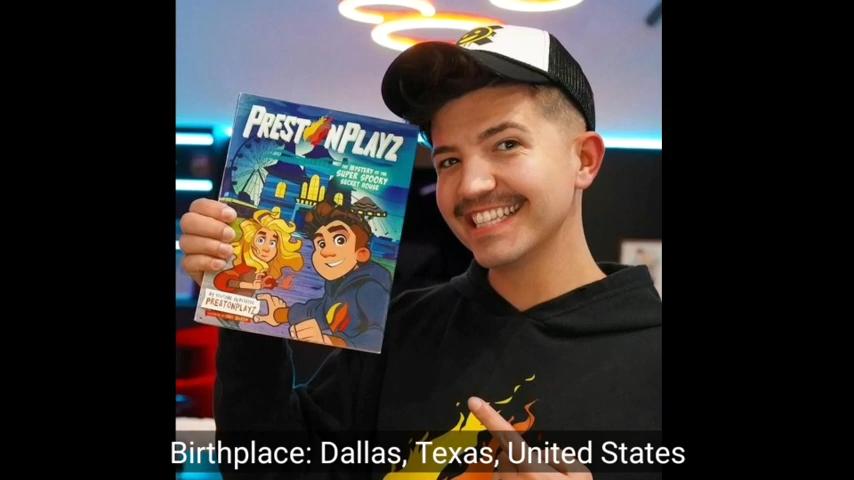 PRESTONPLAYZ
THE MYSTERY OF THE
SUPER SPOOKY
SECRET HOUSE
PRESTONPLAYZ
Birthplace: Dallas, Texas, United States